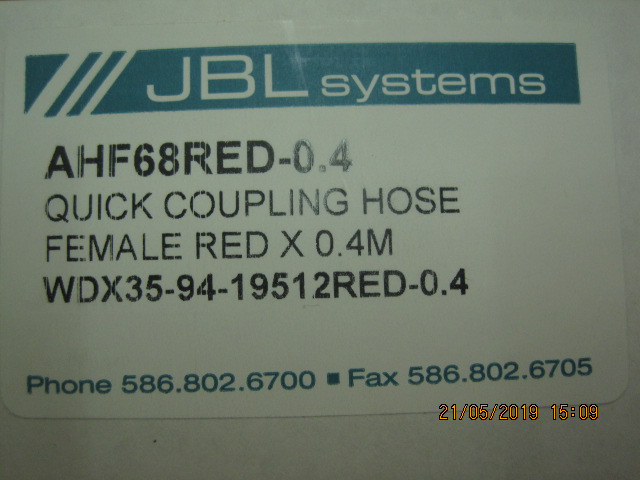 JBL systems
AHF68RED-0.4
QUICK COUPLING HOSE
FEMALE RED X 0.4M
WDX35-94-19512RED-0.4
Phone 586.802.6700 ■ Fax 586.802.6705
21/05/2019 15:09